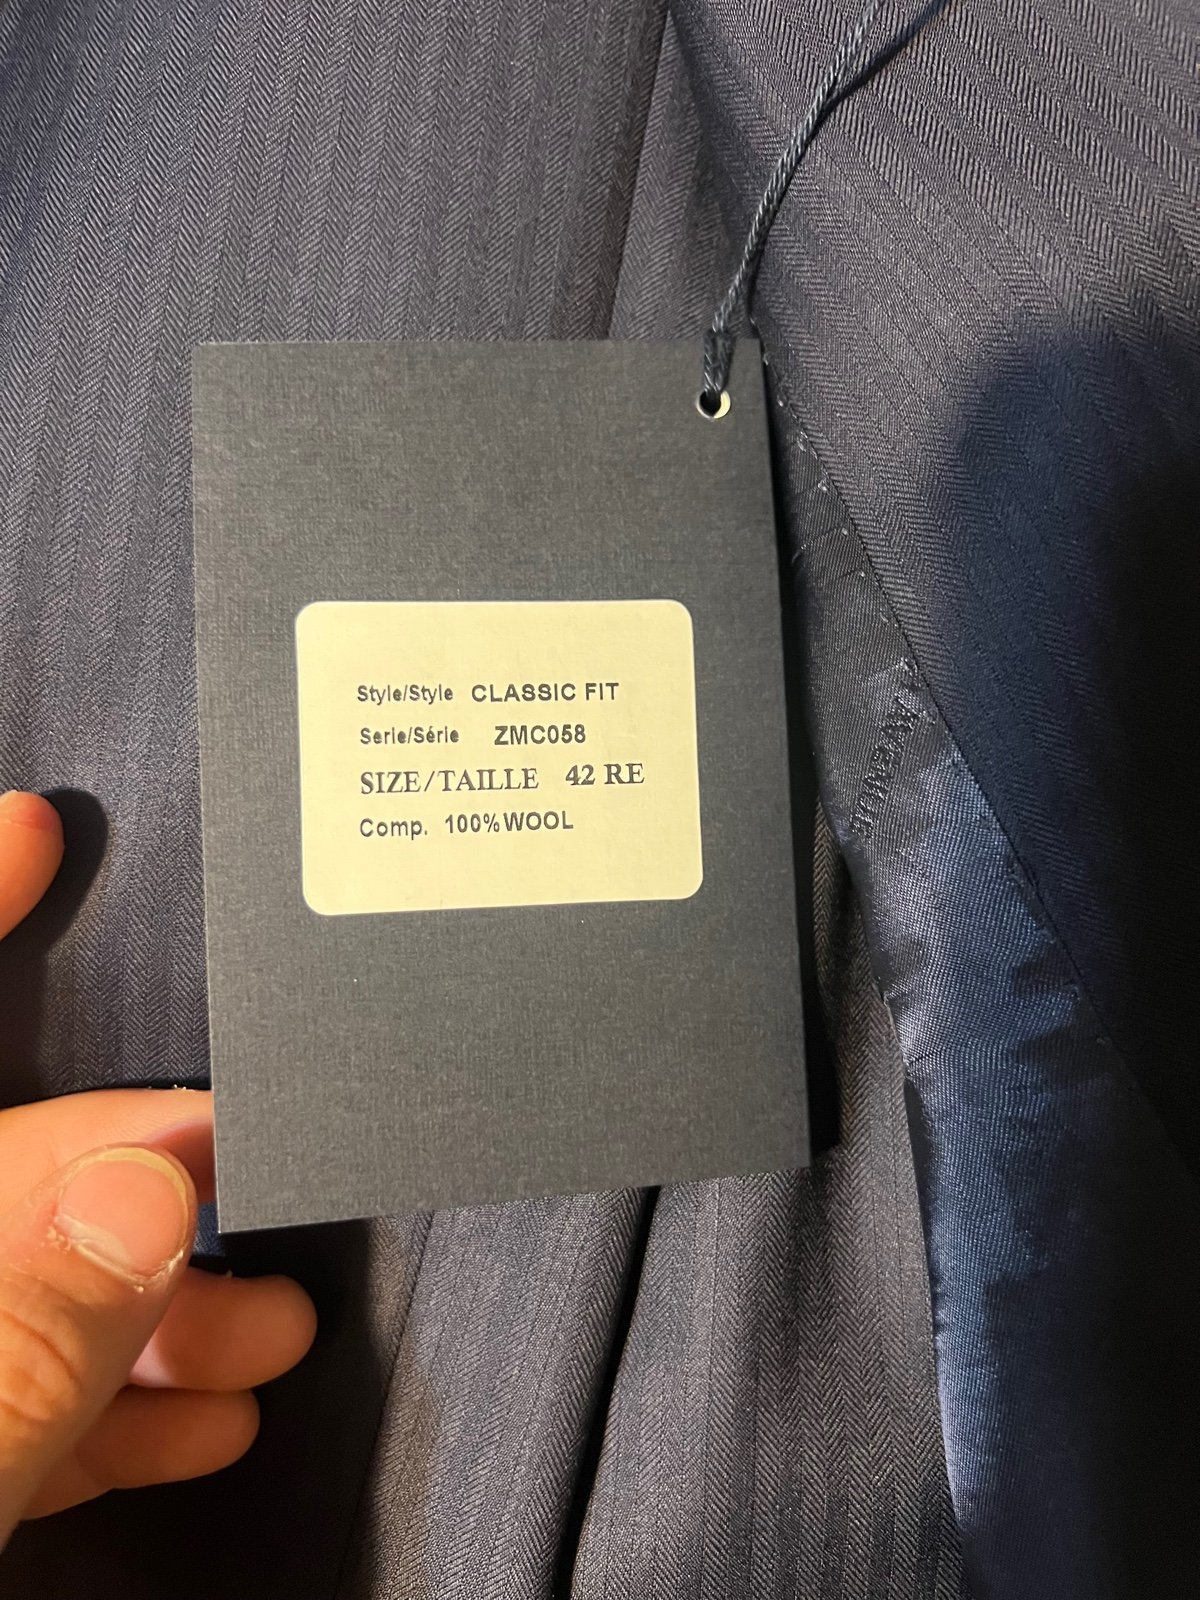 Style/Style CLASSIC FIT
Serie/Série ZMC058
SIZE/TAILLE 42 RE
Comp. 100%WOOL